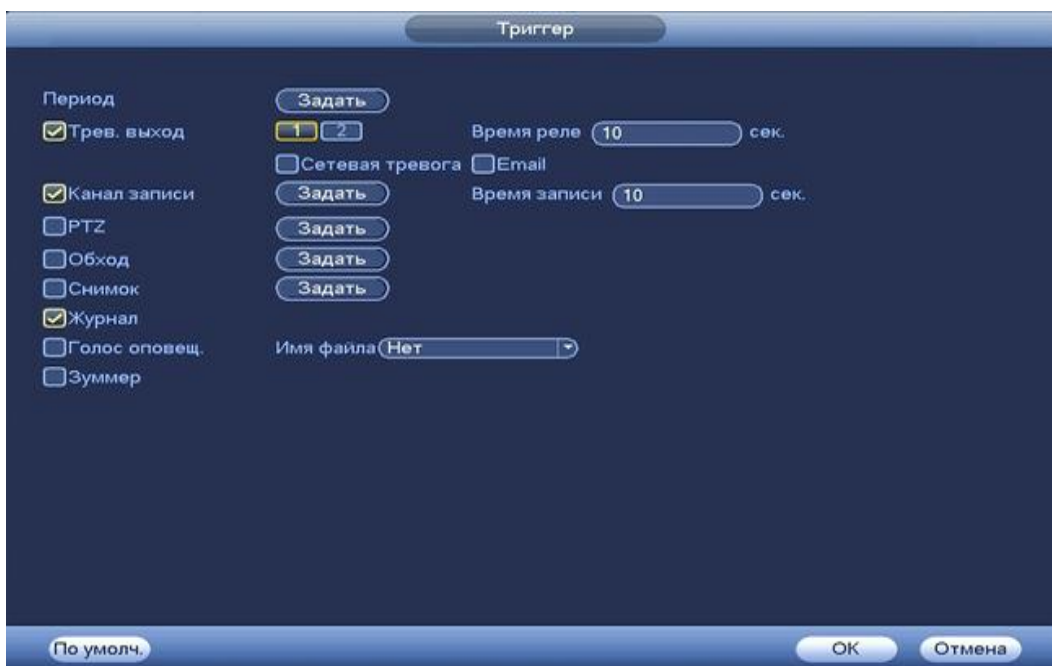 Триггер
Период Задать
Трев. выход 1 2 Время реле 10 сек.
Сетевая тревога Email
Канал записи Задать Время записи 10 сек.
PTZ Задать
Обход Задать
Снимок Задать
Журнал
Голос оповещ. Имя файла Нет
Зуммер
По умолч. OK Отмена